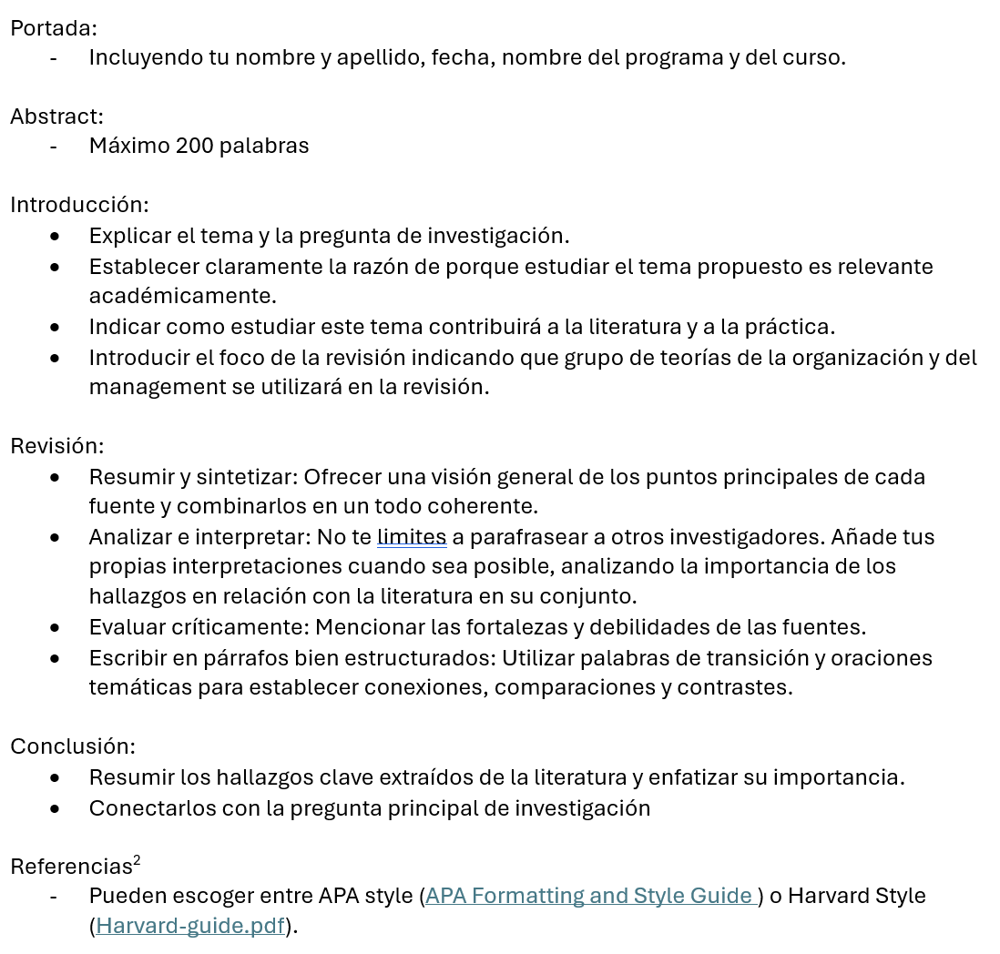 Portada:
- Incluyendo tu nombre y apellido, fecha, nombre del programa y del curso.
Abstract:
- Máximo 200 palabras
Introducción:
• Explicar el tema y la pregunta de investigación.
• Establecer claramente la razón de porque estudiar el tema propuesto es relevante
académicamente.
• Indicar como estudiar este tema contribuirá a la literatura y a la práctica.
• Introducir el foco de la revisión indicando que grupo de teorías de la organización y del
management se utilizará en la revisión.
Revisión:
• Resumir y sintetizar: Ofrecer una visión general de los puntos principales de cada
fuente y combinarlos en un todo coherente.
• Analizar e interpretar: No te limites a parafrasear a otros investigadores. Añade tus
propias interpretaciones cuando sea posible, analizando la importancia de los
hallazgos en relación con la literatura en su conjunto.
• Evaluar críticamente: Mencionar las fortalezas y debilidades de las fuentes.
• Escribir en párrafos bien estructurados: Utilizar palabras de transición y oraciones
temáticas para establecer conexiones, comparaciones y contrastes.
Conclusión:
• Resumir los hallazgos clave extraídos de la literatura y enfatizar su importancia.
• Conectarlos con la pregunta principal de investigación
Referencias²
- Pueden escoger entre APA style (APA Formatting and Style Guide ) o Harvard Style
(Harvard-guide.pdf).